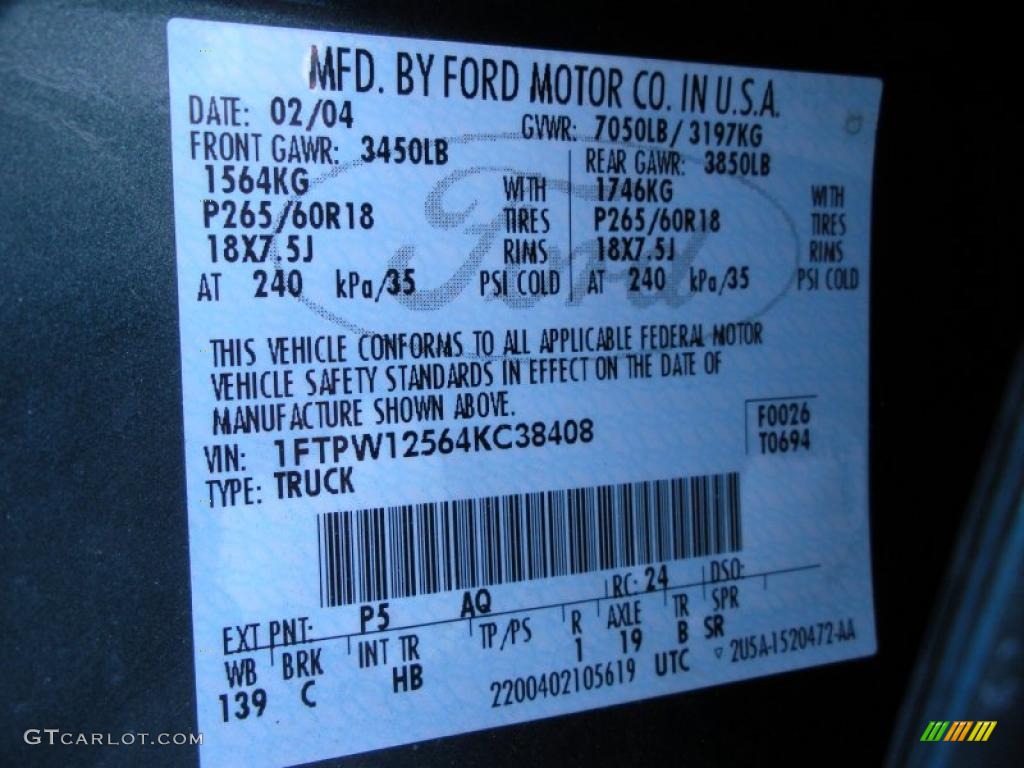 MFD. BY FORD MOTOR CO. IN U.S.A.
DATE: 02/04 GVWR: 7050LB/ 3197KG
FRONT GAWR: 3450LB REAR GAWR: 3850LB
1564KG WITH 1746KG WITH
P265/60R18 TIRES P265/60R18 TIRES
18X7.5J RIMS 18X7.5J RIMS
AT 240 kPa/35 PSI COLD AT 240 kPa/35 PSI COLD
Ford
THIS VEHICLE CONFORMS TO ALL APPLICABLE FEDERAL MOTOR
VEHICLE SAFETY STANDARDS IN EFFECT ON THE DATE OF
MANUFACTURE SHOWN ABOVE.
F0026
VIN: 1FTPW12564KC38408 T0694
TYPE: TRUCK
EXT PNT: P5 AQ RC: 24 DSO:
WB BRK INT TR TP/PS R AXLE TR SPR
139 C HB 1 19 B SR
2200402105619 UTC ▽ 2U5A-1520472-AA
GTCARLOT.COM